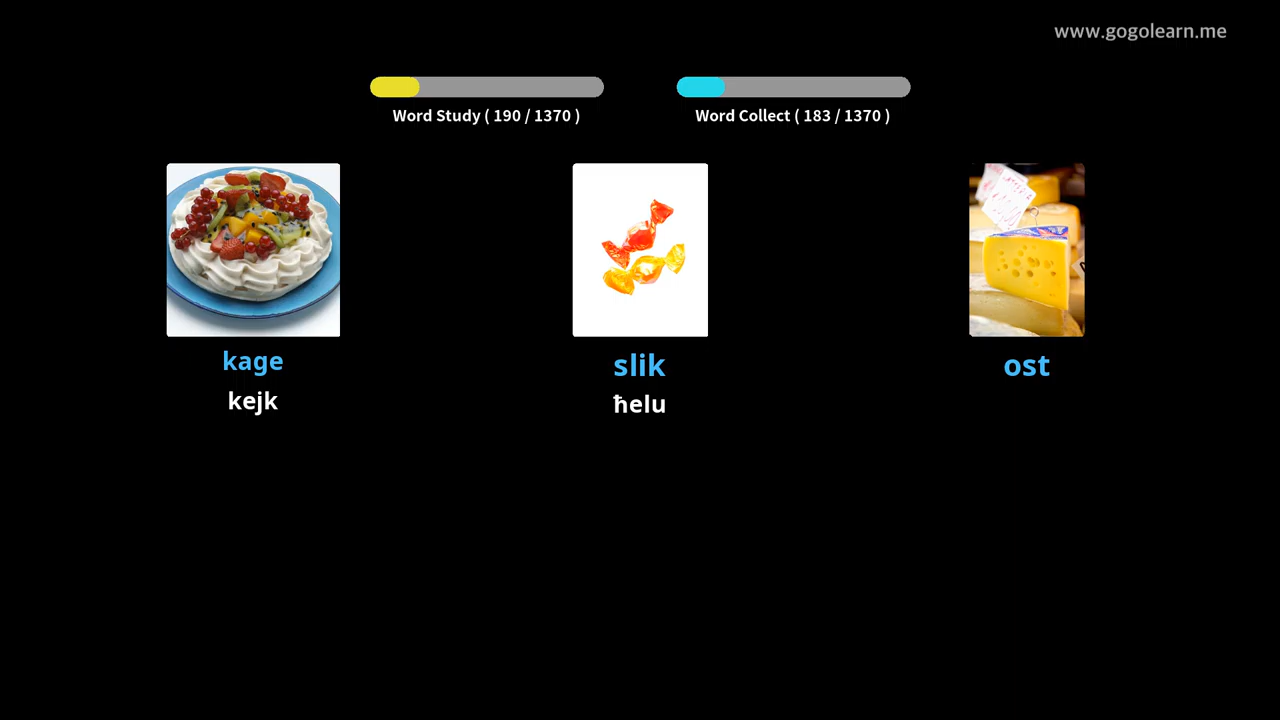 www.gogolearn.me
Word Study ( 190 / 1370 )
Word Collect ( 183 / 1370 )
kage
kejk
slik
ħelu
ost